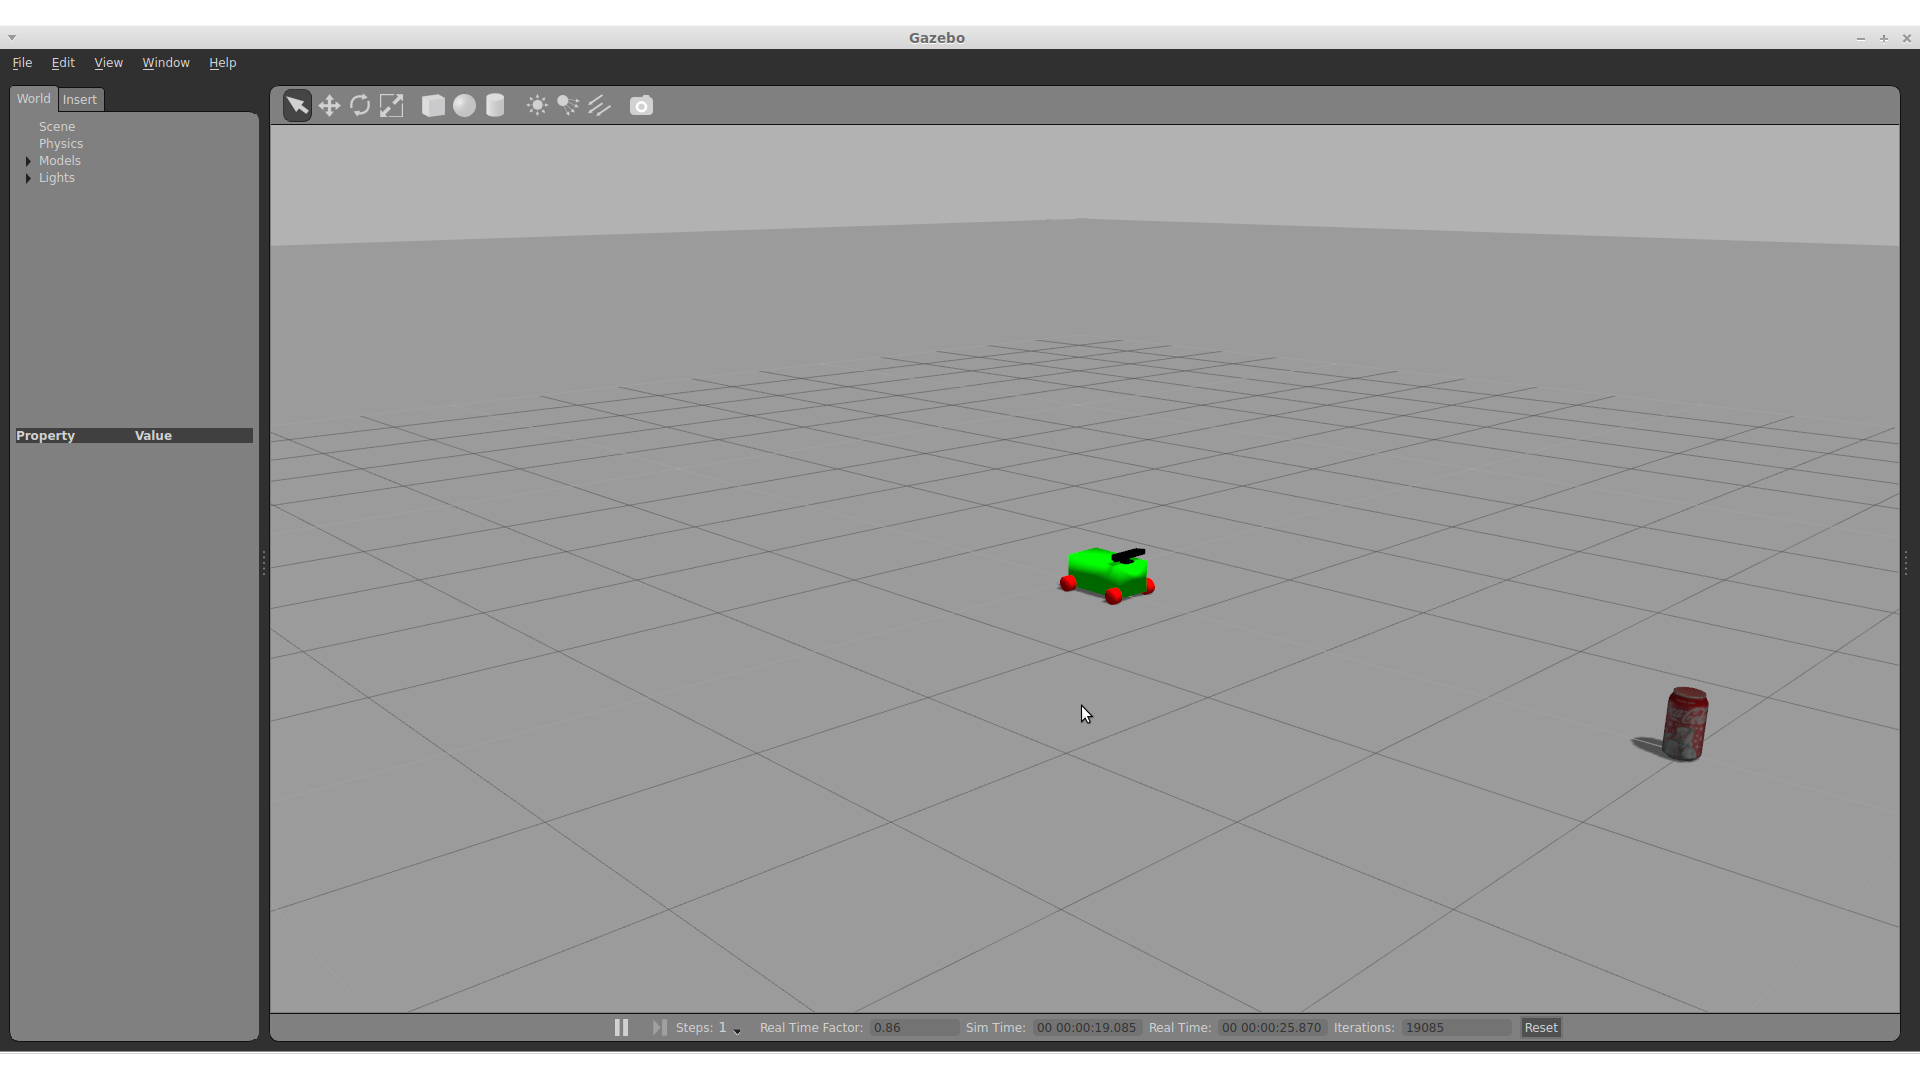 Gazebo
File Edit View Window Help
World Insert
Scene
Physics
Models
Lights
Property Value
Coca-Cola
Steps: 1 Real Time Factor: 0.86 Sim Time: 00 00:00:19.085 Real Time: 00 00:00:25.870 Iterations: 19085 Reset